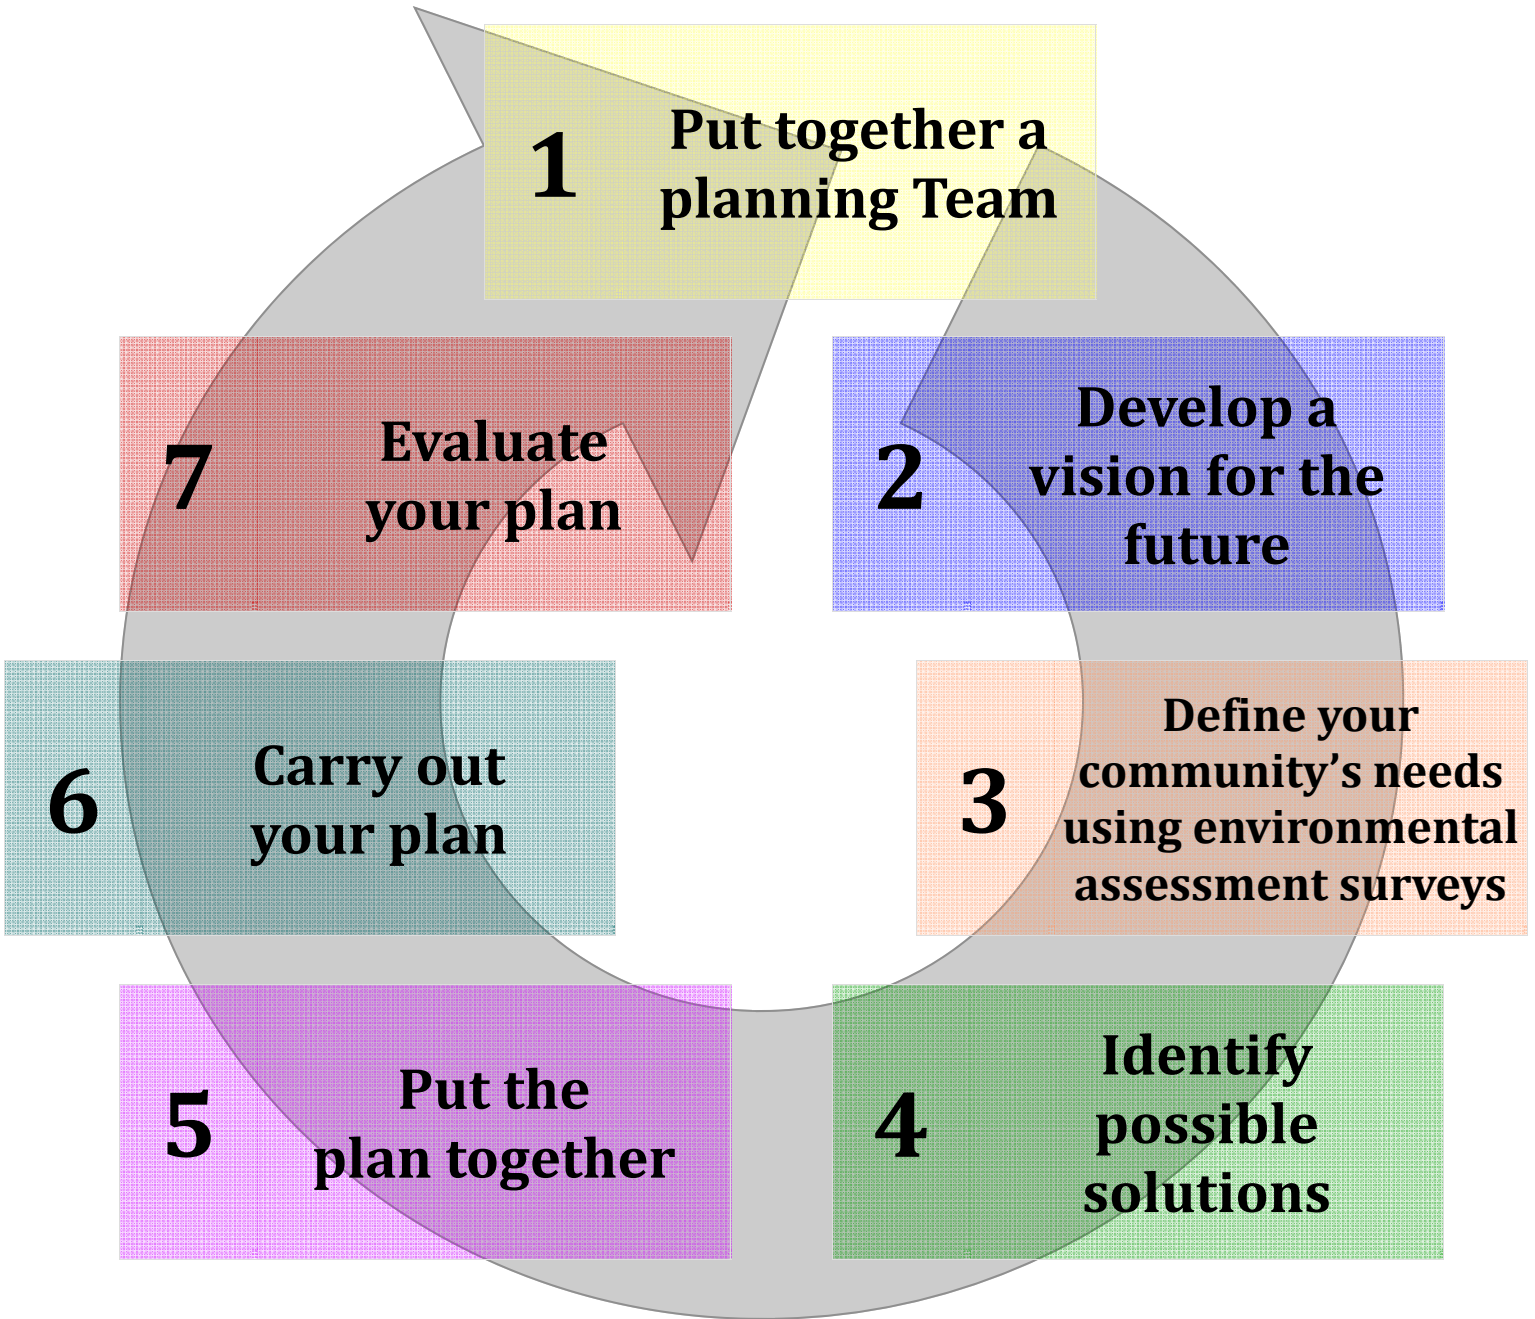 1
Put together a
planning Team
2
Develop a
vision for the
future
3
Define your
community’s needs
using environmental
assessment surveys
4
Identify
possible
solutions
5
Put the
plan together
6
Carry out
your plan
7
Evaluate
your plan